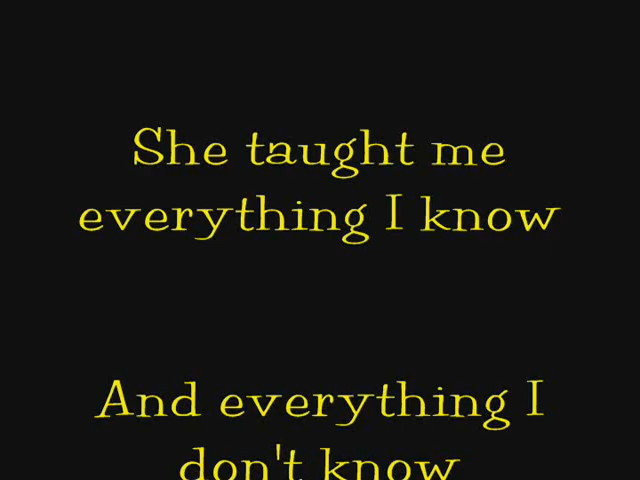 She taught me
everything I know
And everything I
don't know